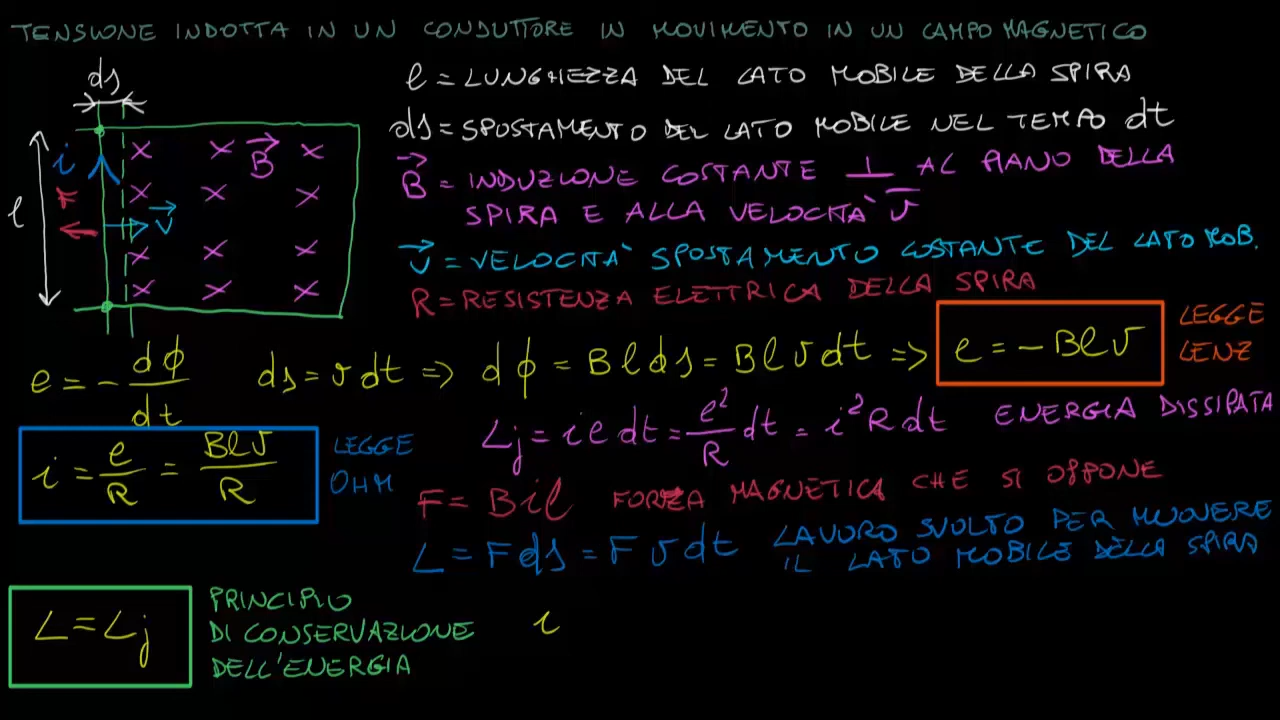 TENSIONE INDOTTA IN UN CONDUTTORE IN MOVIMENTO IN UN CAMPO MAGNETICO
ds
l = LUNGHEZZA DEL LATO MOBILE DELLA SPIRA
ds = SPOSTAMENTO DEL LATO MOBILE NEL TEMPO dt
B⃗ = INDUZIONE COSTANTE ⊥ AL PIANO DELLA
SPIRA E ALLA VELOCITA' v̅
v⃗ = VELOCITA' SPOSTAMENTO COSTANTE DEL LATO MOB.
R = RESISTENZA ELETTRICA DELLA SPIRA
i
B⃗
F
v⃗
l
e = - dϕ/dt
ds = v dt => dϕ = B l ds = B l v dt => e = - B l v
LEGGE
LENZ
i = e/R = Blv/R
LEGGE
OHM
Lj = i e dt = e²/R dt = i² R dt ENERGIA DISSIPATA
F = B i l FORZA MAGNETICA CHE SI OPPONE
L = F ds = F v dt LAVORO SVOLTO PER MUOVERE
IL LATO MOBILE DELLA SPIRA
L = Lj
PRINCIPIO
DI CONSERVAZIONE
DELL'ENERGIA
i